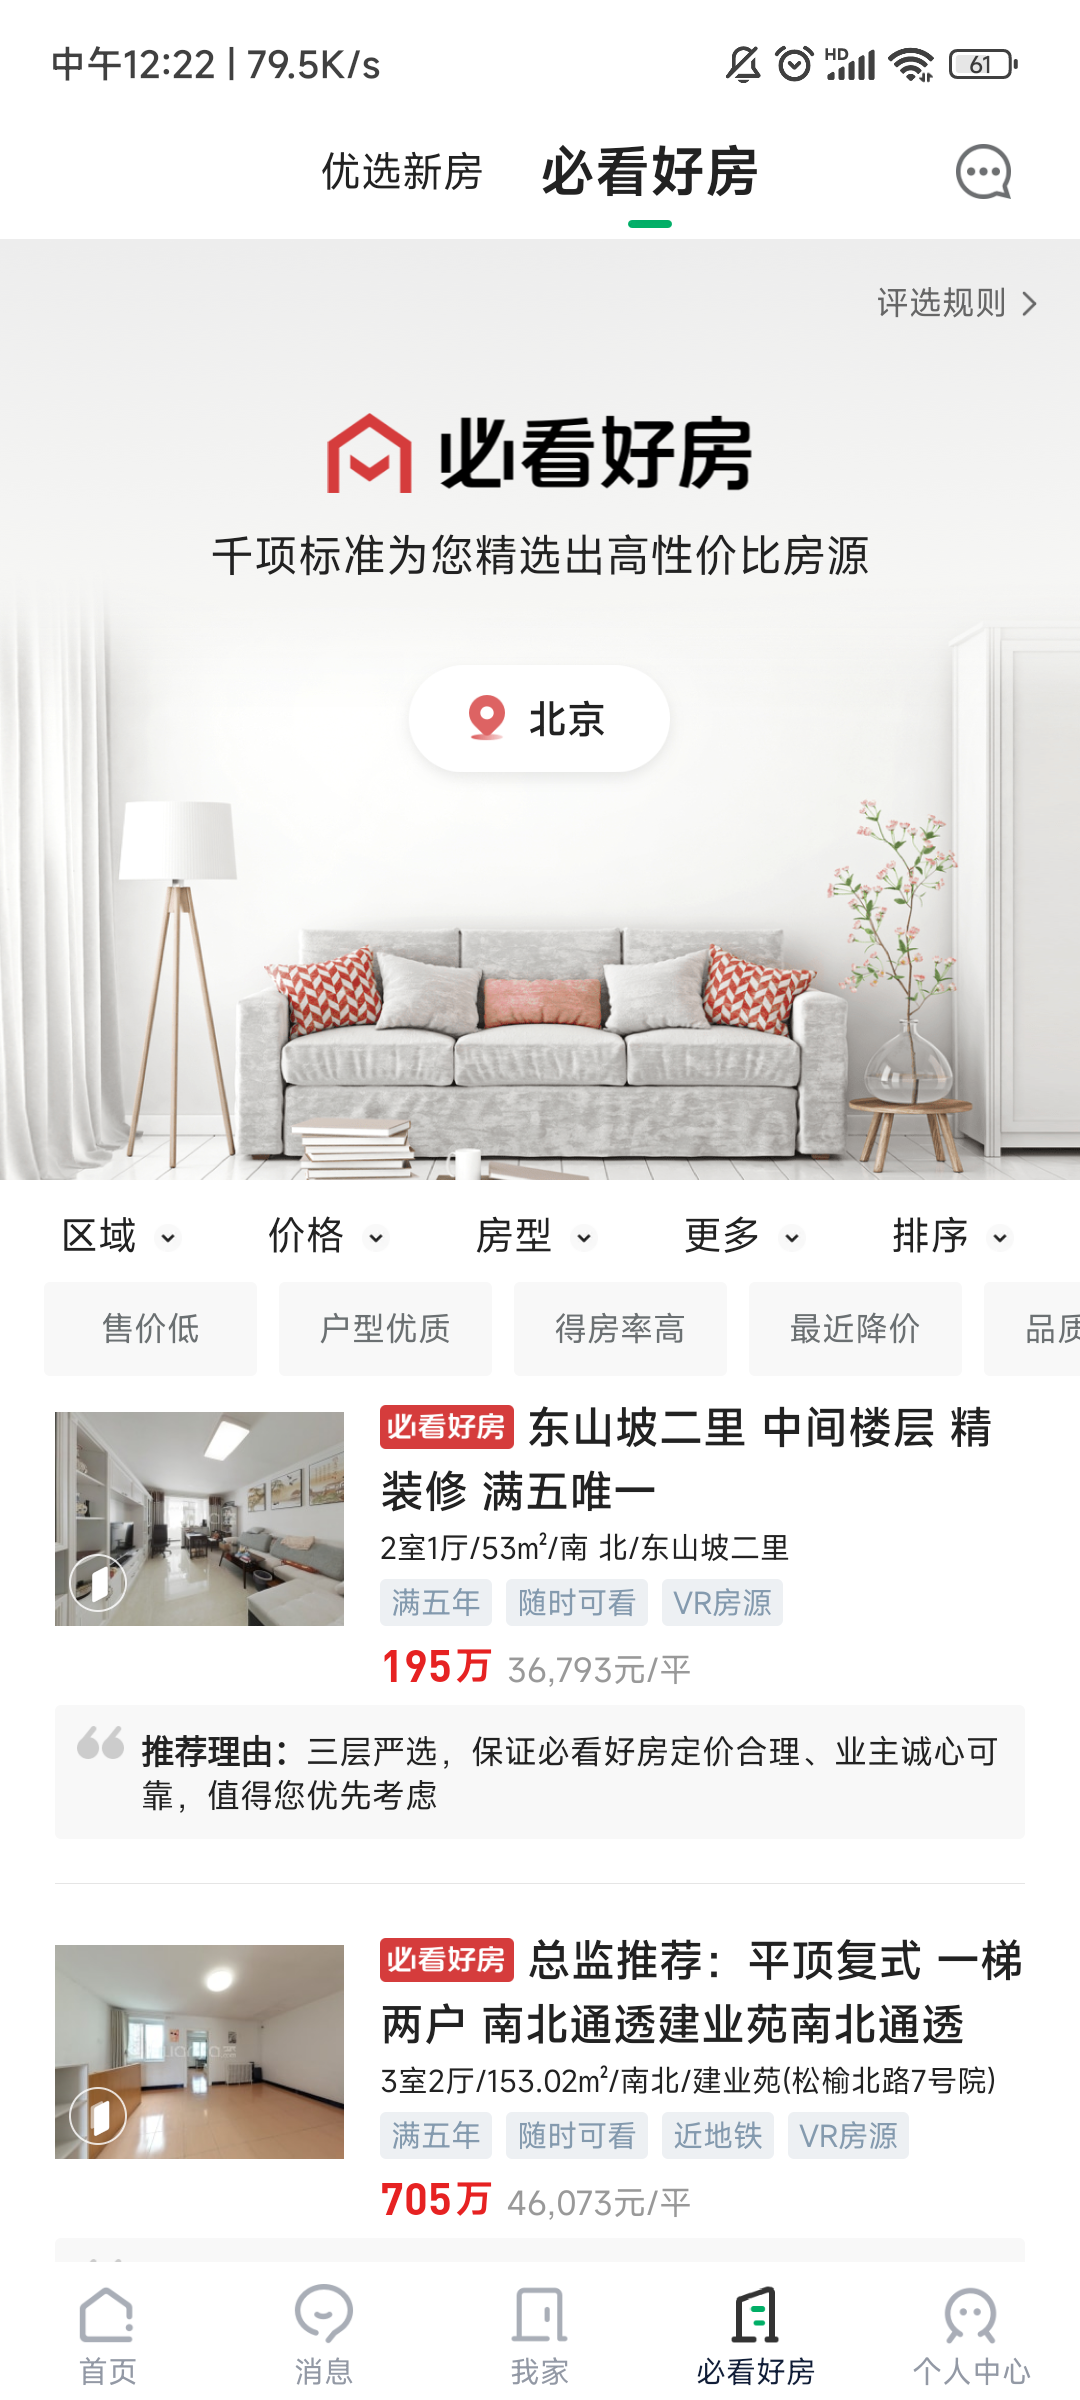 中午12:22 | 79.5K/s
HD
61
优选新房
必看好房
评选规则
必看好房
千项标准为您精选出高性价比房源
北京
区域
价格
房型
更多
排序
售价低
户型优质
得房率高
最近降价
品质
必看好房 东山坡二里 中间楼层 精
装修 满五唯一
2室1厅/53㎡/南 北/东山坡二里
满五年
随时可看
VR房源
195万 36,793元/平
推荐理由：三层严选，保证必看好房定价合理、业主诚心可
靠，值得您优先考虑
必看好房 总监推荐：平顶复式 一梯
两户 南北通透建业苑南北通透
3室2厅/153.02㎡/南北/建业苑(松榆北路7号院)
满五年
随时可看
近地铁
VR房源
705万 46,073元/平
首页
消息
我家
必看好房
个人中心